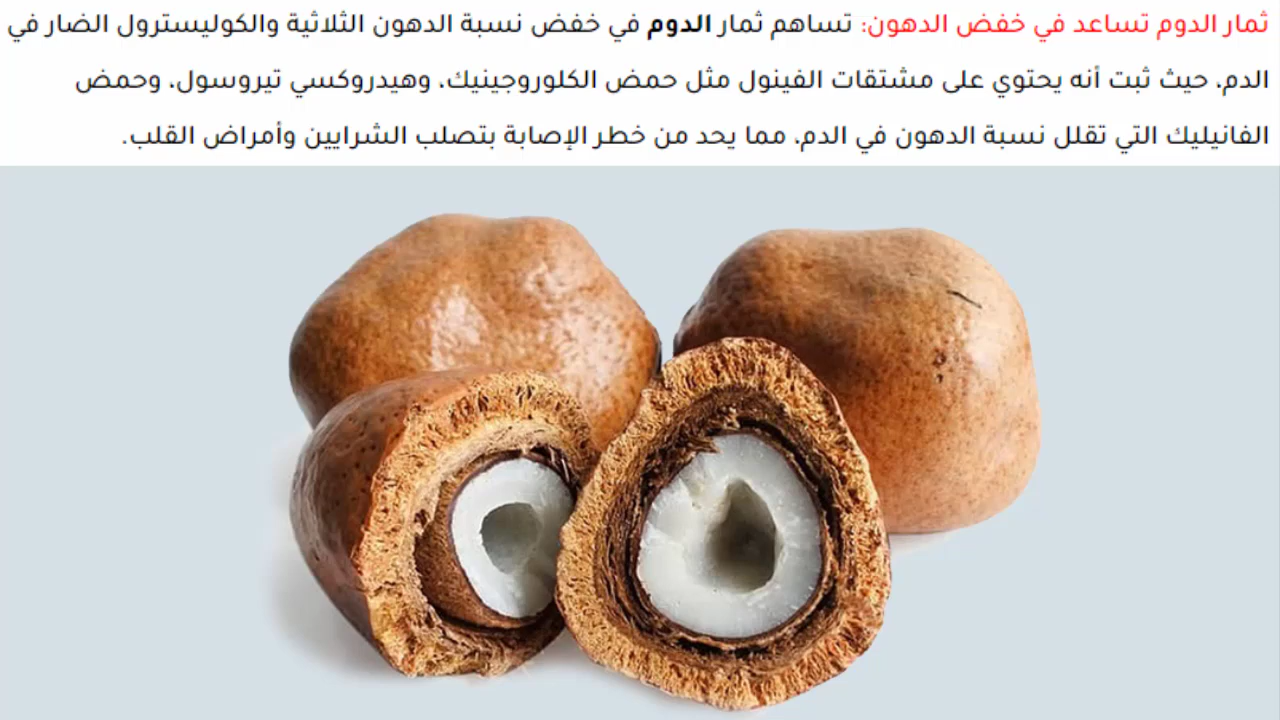 ثمار الدوم تساعد في خفض الدهون: تساهم ثمار الدوم في خفض نسبة الدهون الثلاثية والكوليسترول الضار في
الدم، حيث ثبت أنه يحتوي على مشتقات الفينول مثل حمض الكلوروجينيك، وهيدروكسي تيروسول، وحمض
الفانيليك التي تقلل نسبة الدهون في الدم، مما يحد من خطر الإصابة بتصلب الشرايين وأمراض القلب.